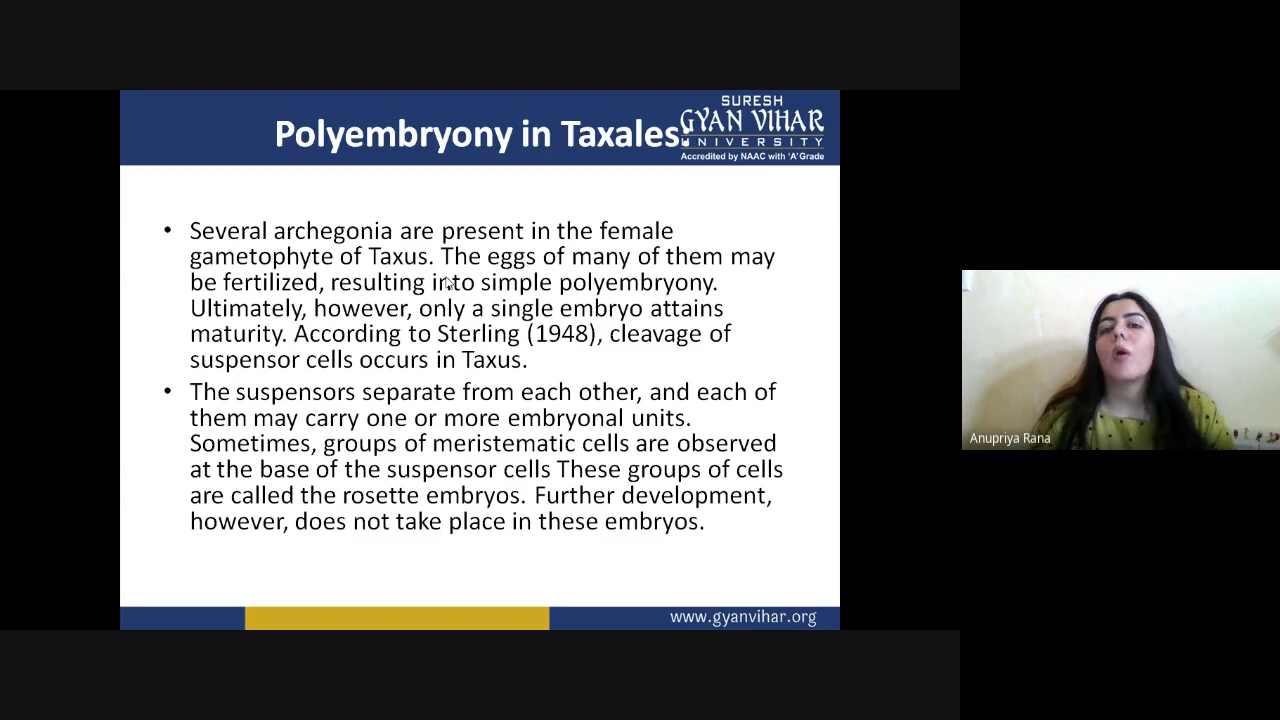 Polyembryony in Taxales:
SURESH
GYAN VIHAR
UNIVERSITY
Accredited by NAAC with 'A' Grade
• Several archegonia are present in the female
gametophyte of Taxus. The eggs of many of them may
be fertilized, resulting into simple polyembryony.
Ultimately, however, only a single embryo attains
maturity. According to Sterling (1948), cleavage of
suspensor cells occurs in Taxus.
• The suspensors separate from each other, and each of
them may carry one or more embryonal units.
Sometimes, groups of meristematic cells are observed
at the base of the suspensor cells These groups of cells
are called the rosette embryos. Further development,
however, does not take place in these embryos.
www.gyanvihar.org
Anupriya Rana